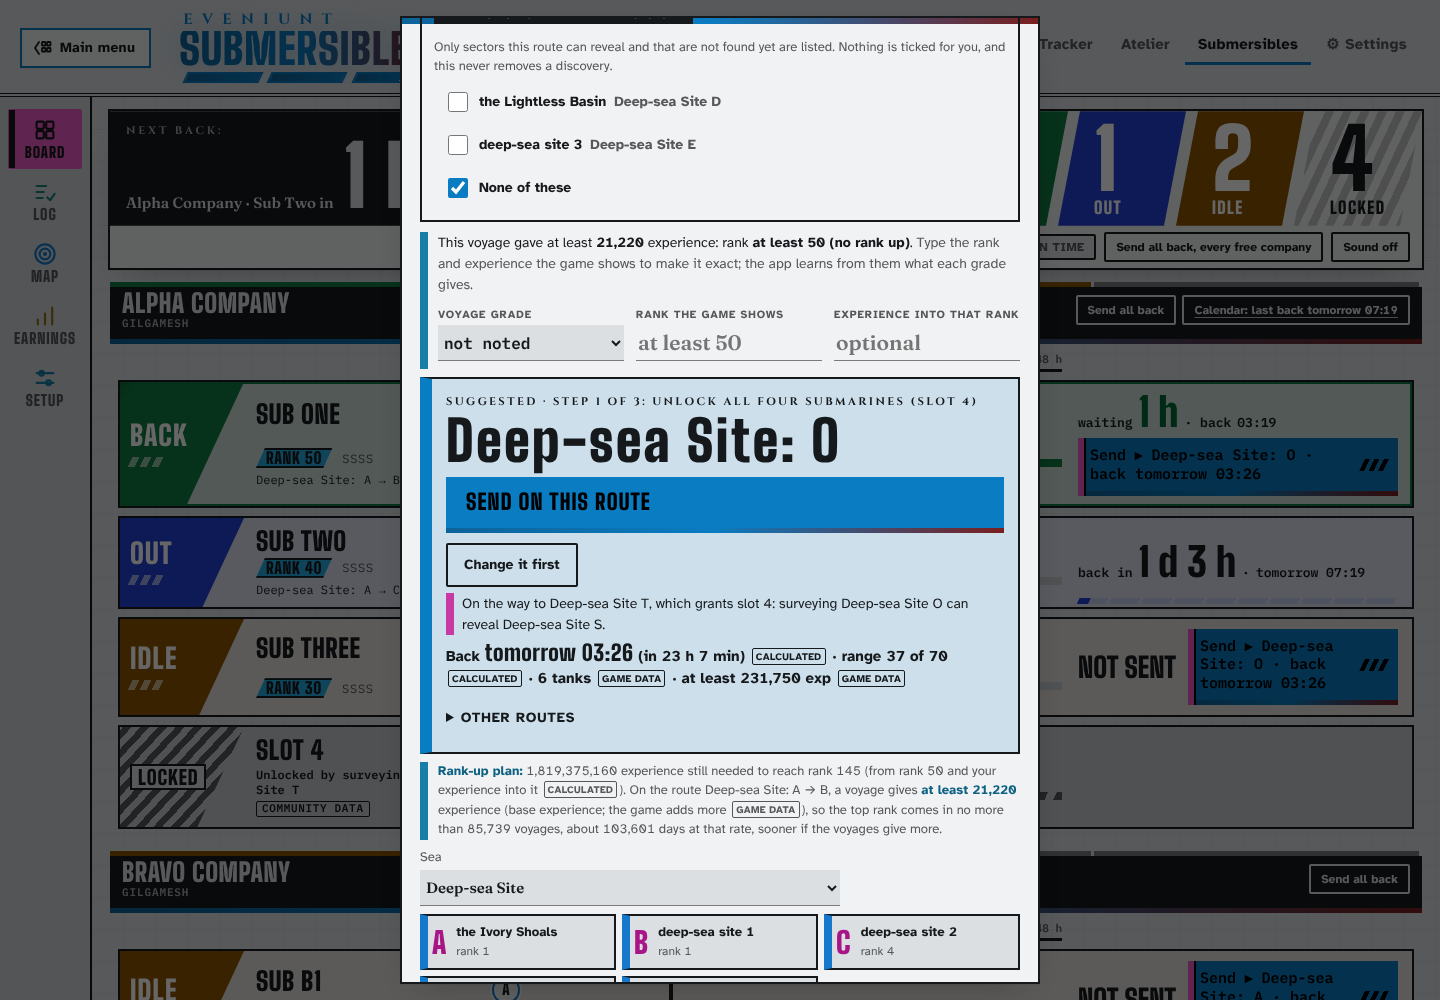 Main menu
EVENIUNT
SUBMERSIBLE
Tracker
Atelier
Submersibles
Settings
BOARD
LOG
MAP
EARNINGS
SETUP
NEXT BACK:
Alpha Company · Sub Two in
1
OUT
2
IDLE
4
LOCKED
N TIME
Send all back, every free company
Sound off
ALPHA COMPANY
GILGAMESH
Send all back
Calendar: last back tomorrow 07:19
48 h
BACK
SUB ONE
RANK 50
SSSS
Deep-sea Site: A → B
waiting 1 h · back 03:19
Send ▶ Deep-sea Site: O ·
back tomorrow 03:26
OUT
SUB TWO
RANK 40
SSSS
Deep-sea Site: A → C
back in 1 d 3 h · tomorrow 07:19
IDLE
SUB THREE
RANK 30
SSSS
NOT SENT
Send ▶ Deep-sea
Site: O · back
tomorrow 03:26
LOCKED
SLOT 4
Unlocked by surveyin
Site T
COMMUNITY DATA
BRAVO COMPANY
GILGAMESH
Send all back
48 h
IDLE
SUB B1
A
NOT SENT
Send ▶ Deep-sea
Site: A · back
Only sectors this route can reveal and that are not found yet are listed. Nothing is ticked for you, and
this never removes a discovery.
the Lightless Basin Deep-sea Site D
deep-sea site 3 Deep-sea Site E
None of these
This voyage gave at least 21,220 experience: rank at least 50 (no rank up). Type the rank
and experience the game shows to make it exact; the app learns from them what each grade
gives.
VOYAGE GRADE
RANK THE GAME SHOWS
EXPERIENCE INTO THAT RANK
not noted
at least 50
optional
SUGGESTED · STEP 1 OF 3: UNLOCK ALL FOUR SUBMARINES (SLOT 4)
Deep-sea Site: O
SEND ON THIS ROUTE
Change it first
On the way to Deep-sea Site T, which grants slot 4: surveying Deep-sea Site O can
reveal Deep-sea Site S.
Back tomorrow 03:26 (in 23 h 7 min) CALCULATED · range 37 of 70
CALCULATED · 6 tanks GAME DATA · at least 231,750 exp GAME DATA
▶ OTHER ROUTES
Rank-up plan: 1,819,375,160 experience still needed to reach rank 145 (from rank 50 and your
experience into it CALCULATED). On the route Deep-sea Site: A → B, a voyage gives at least 21,220
experience (base experience; the game adds more GAME DATA), so the top rank comes in no more
than 85,739 voyages, about 103,601 days at that rate, sooner if the voyages give more.
Sea
Deep-sea Site
A the Ivory Shoals
rank 1
B deep-sea site 1
rank 1
C deep-sea site 2
rank 4